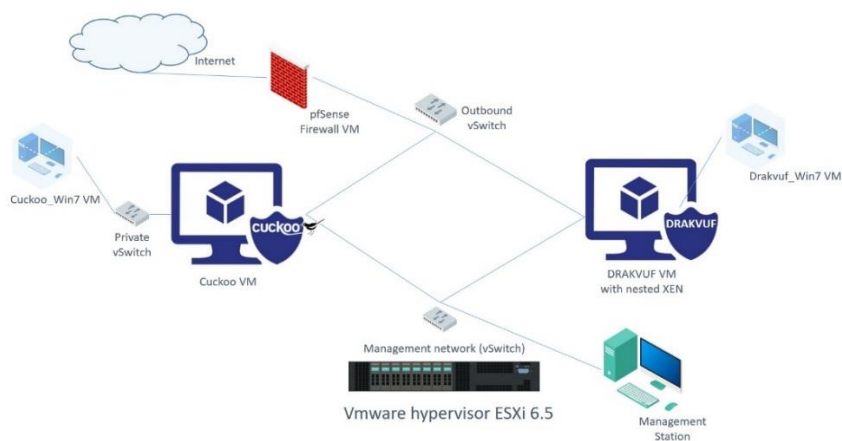 Internet
pfSense
Firewall VM
Outbound
vSwitch
Cuckoo_Win7 VM
Drakvuf_Win7 VM
Private
vSwitch
cuckoo
Cuckoo VM
DRAKVUF
DRAKVUF VM
with nested XEN
Management network (vSwitch)
Vmware hypervisor ESXi 6.5
Management
Station